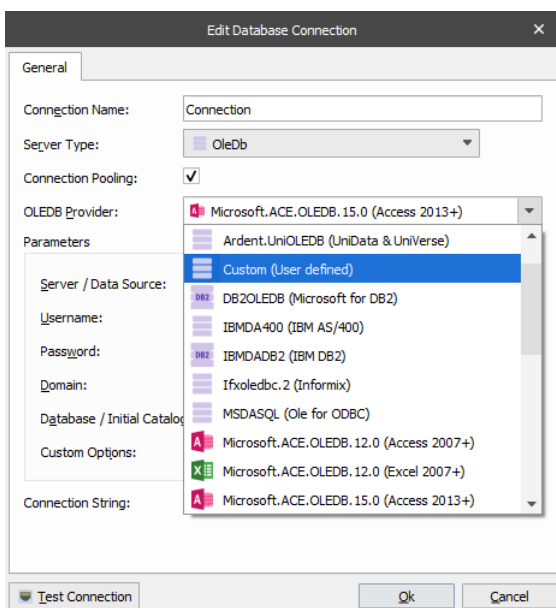 Edit Database Connection
General
Connection Name: Connection
Server Type: OleDb
Connection Pooling:
OLEDB Provider: Microsoft.ACE.OLEDB.15.0 (Access 2013+)
Parameters
Ardent.UniOLEDB (UniData & UniVerse)
Custom (User defined)
Server / Data Source:
DB2 DB2OLEDB (Microsoft for DB2)
Username:
IBMDA400 (IBM AS/400)
Password:
DB2 IBMDADB2 (IBM DB2)
Domain:
Ifxoledbc.2 (Informix)
Database / Initial Catalog
MSDASQL (Ole for ODBC)
Microsoft.ACE.OLEDB.12.0 (Access 2007+)
Custom Options:
Microsoft.ACE.OLEDB.12.0 (Excel 2007+)
Connection String:
Microsoft.ACE.OLEDB.15.0 (Access 2013+)
Test Connection
Ok
Cancel